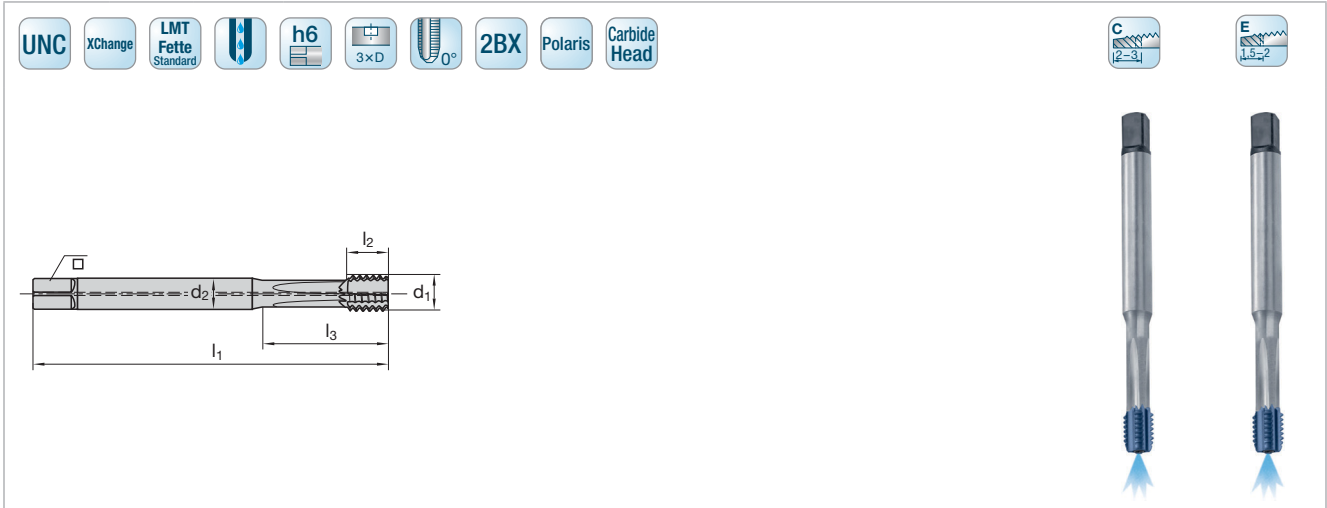 UNC
XChange
LMT
Fette
Standard
h6
3×D
0°
2BX
Polaris
Carbide
Head
C
2–3
E
1,5–2
l2
d2
d1
l3
l1